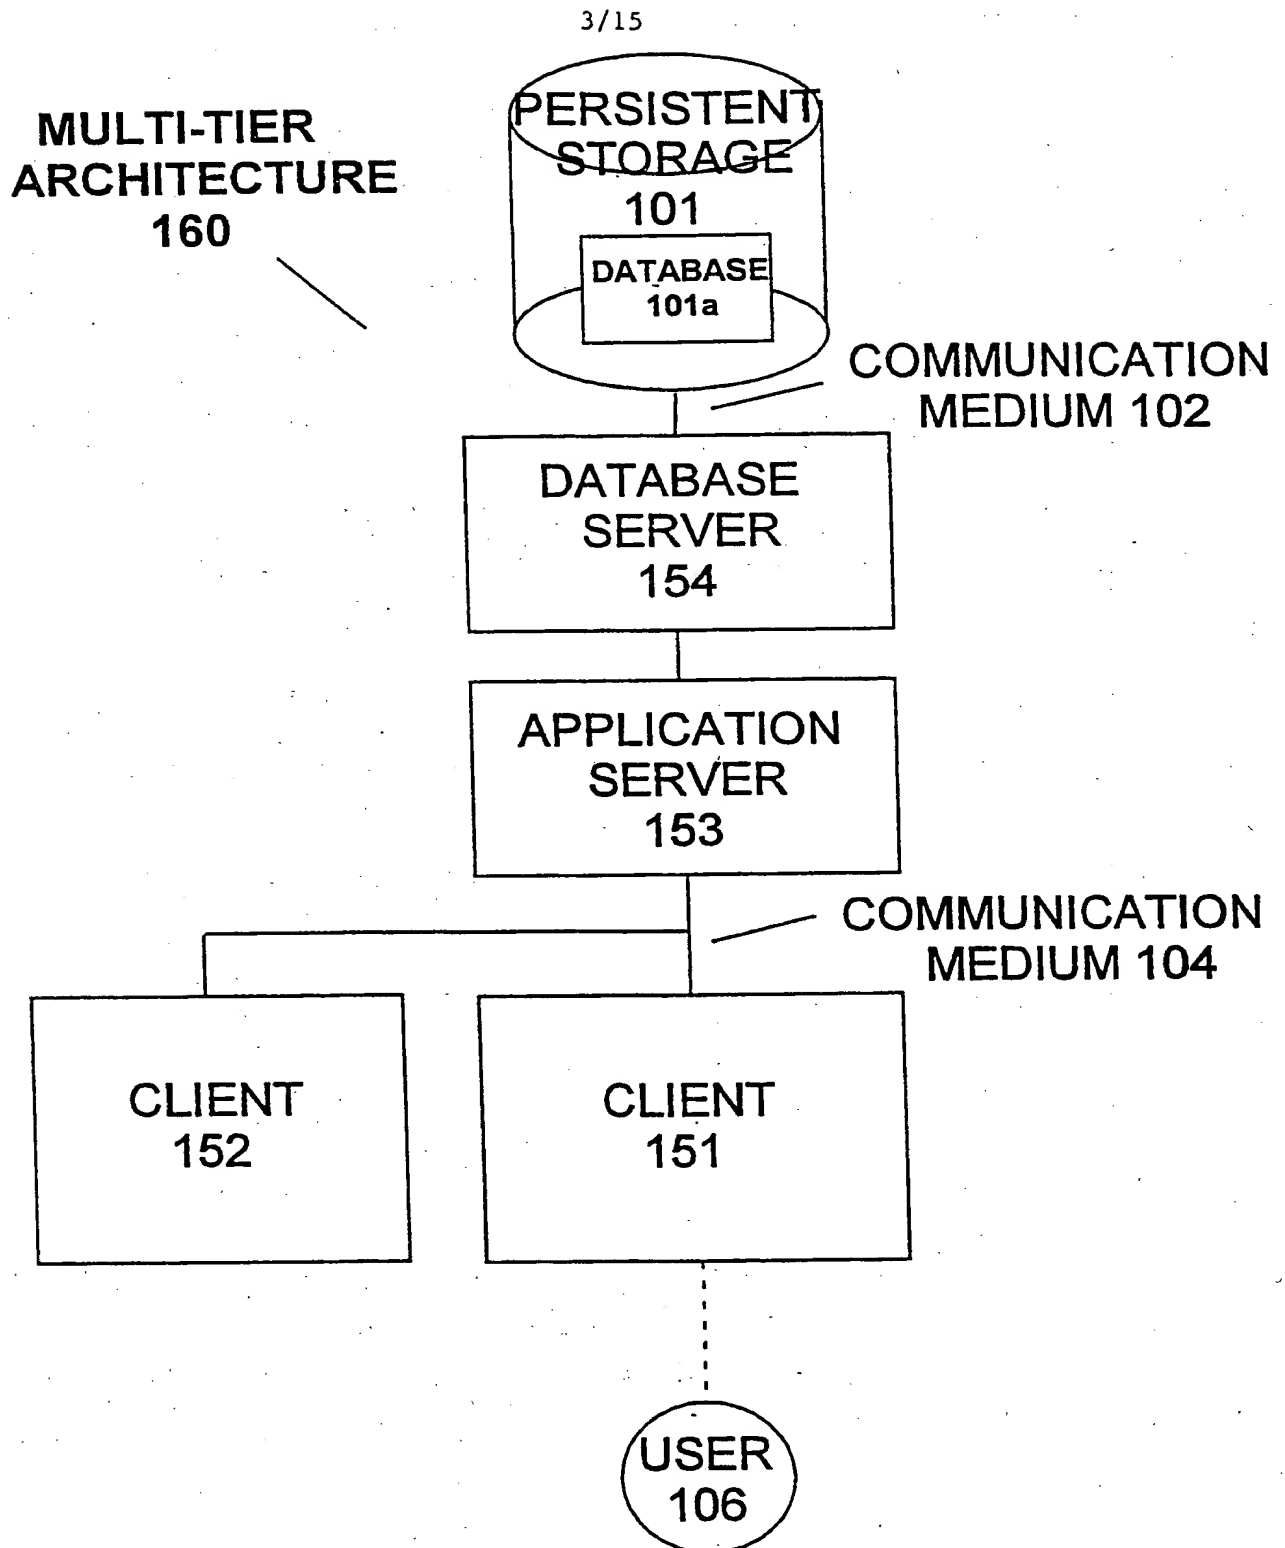 3/15
MULTI-TIER
ARCHITECTURE
160
PERSISTENT
STORAGE
101
DATABASE
101a
COMMUNICATION
MEDIUM 102
DATABASE
SERVER
154
APPLICATION
SERVER
153
COMMUNICATION
MEDIUM 104
CLIENT
152
CLIENT
151
USER
106